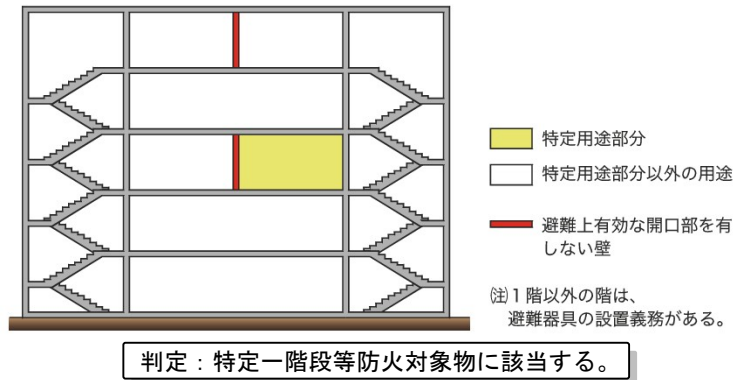 特定用途部分
特定用途部分以外の用途
避難上有効な開口部を有
しない壁
㊟1階以外の階は、
避難器具の設置義務がある。
判定：特定一階段等防火対象物に該当する。